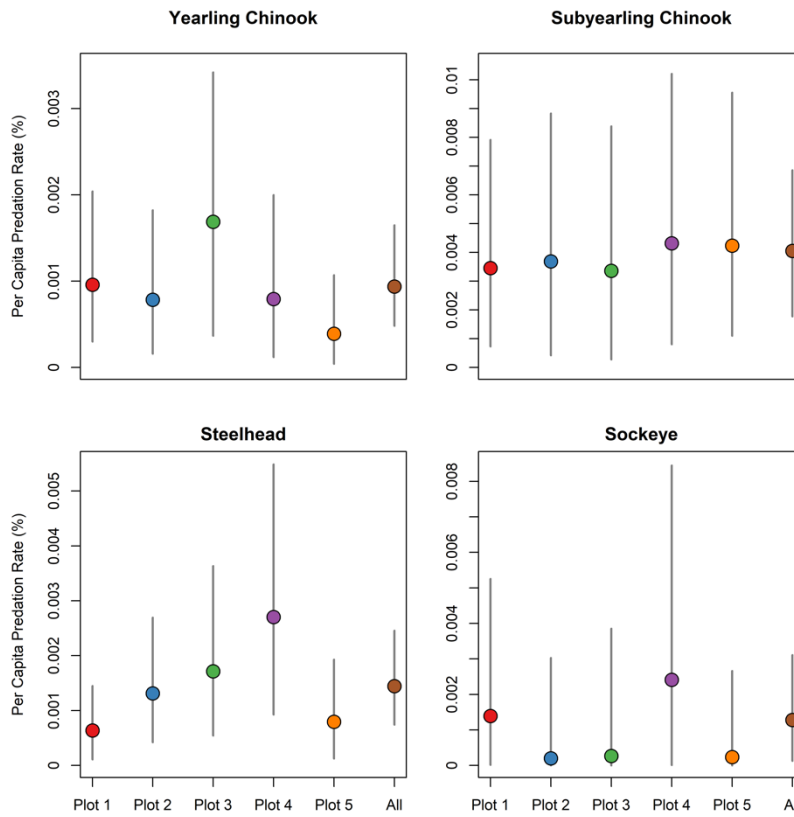 Yearling Chinook
Subyearling Chinook
Per Capita Predation Rate (%)
0.003
0.002
0.001
0
0.01
0.008
0.006
0.004
0.002
0
Steelhead
Sockeye
Per Capita Predation Rate (%)
0.005
0.004
0.003
0.002
0.001
0
0.008
0.006
0.004
0.002
0
Plot 1 Plot 2 Plot 3 Plot 4 Plot 5 All
Plot 1 Plot 2 Plot 3 Plot 4 Plot 5 A